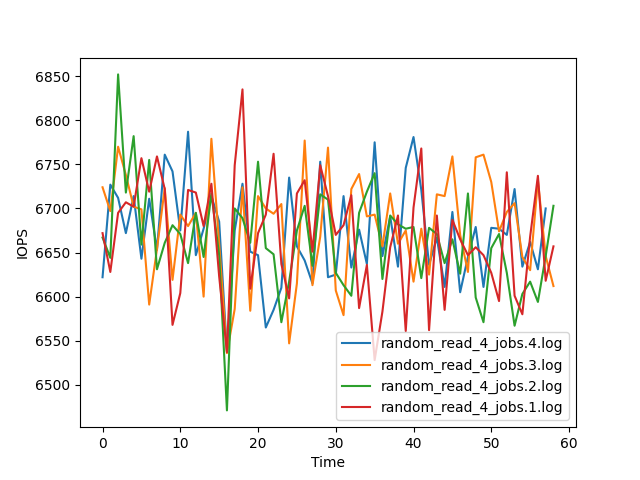 6850
6800
6750
6700
6650
6600
6550
6500
IOPS
0 10 20 30 40 50 60
Time
random_read_4_jobs.4.log
random_read_4_jobs.3.log
random_read_4_jobs.2.log
random_read_4_jobs.1.log